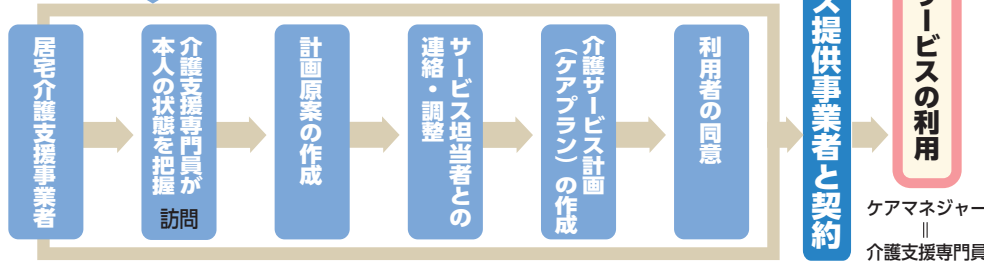 居宅介護支援事業者
介護支援専門員が
本人の状態を把握
訪問
計画原案の作成
サービス担当者との
連絡・調整
介護サービス計画
（ケアプラン）の作成
利用者の同意
ス提供事業者と契約
サービスの利用
ケアマネジャー
＝
介護支援専門員